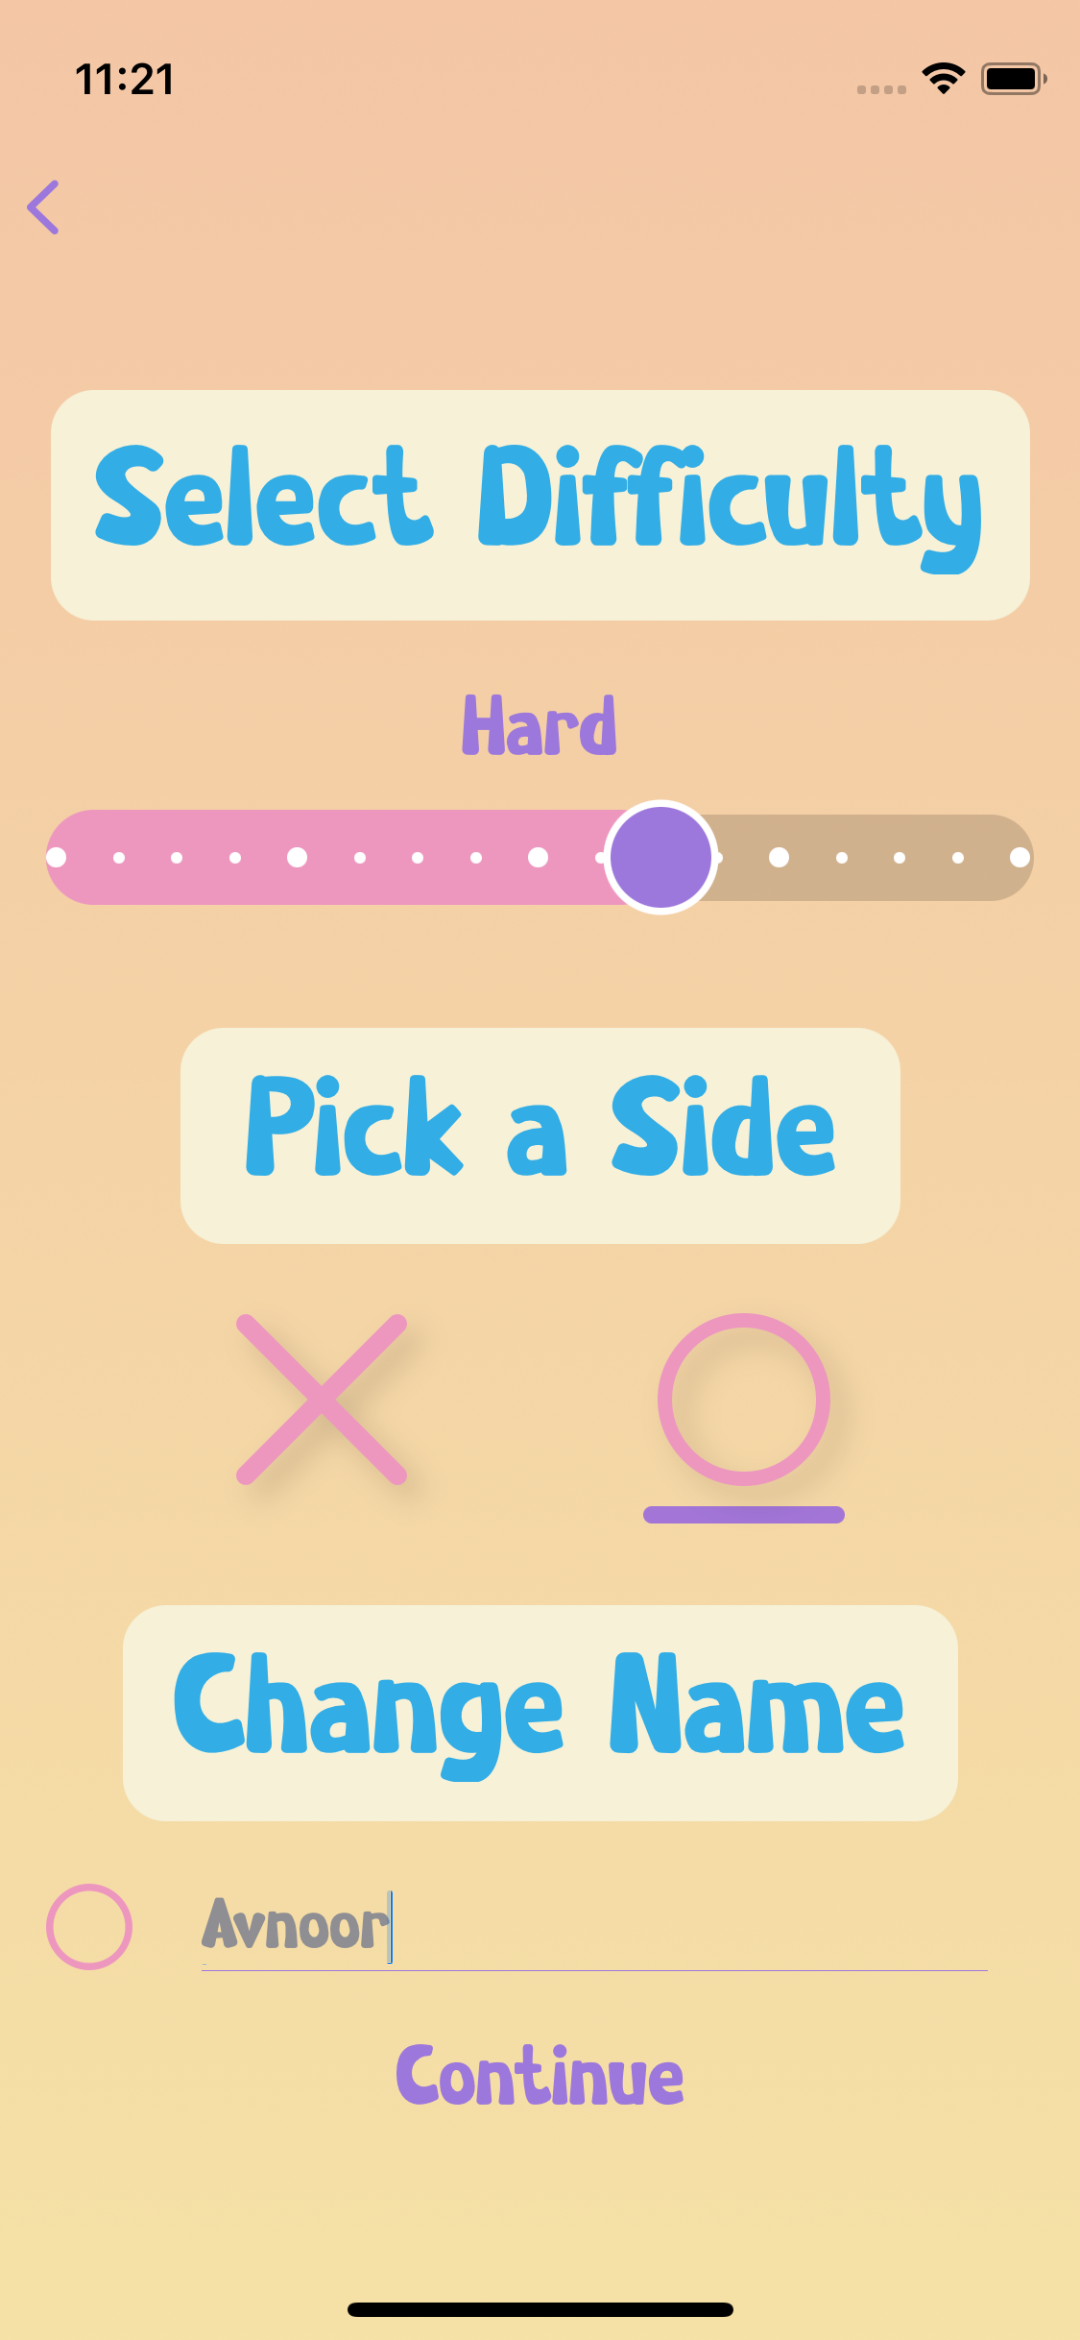 11:21
Select Difficulty
Hard
Pick a Side
Change Name
Avnoor
Continue